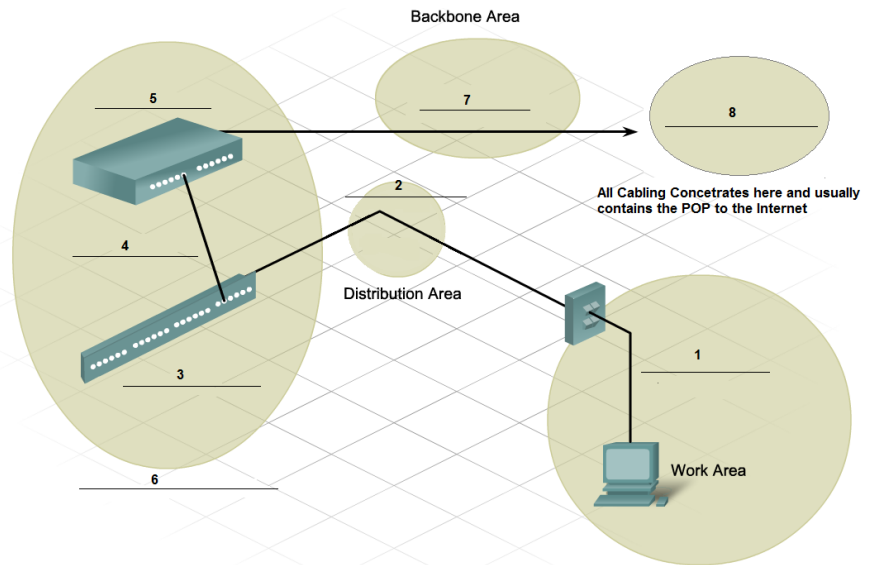 Backbone Area
5
7
8
All Cabling Concetrates here and usually
contains the POP to the Internet
2
4
Distribution Area
1
3
Work Area
6